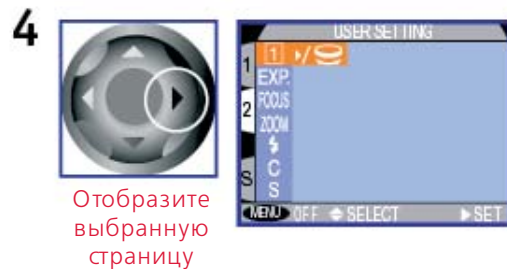 4
USER SETTING
1 1 ▸/
EXP.
2 FOCUS
ZOOM
C
S S
MENU OFF SELECT ▸SET
Отобразите
выбранную
страницу